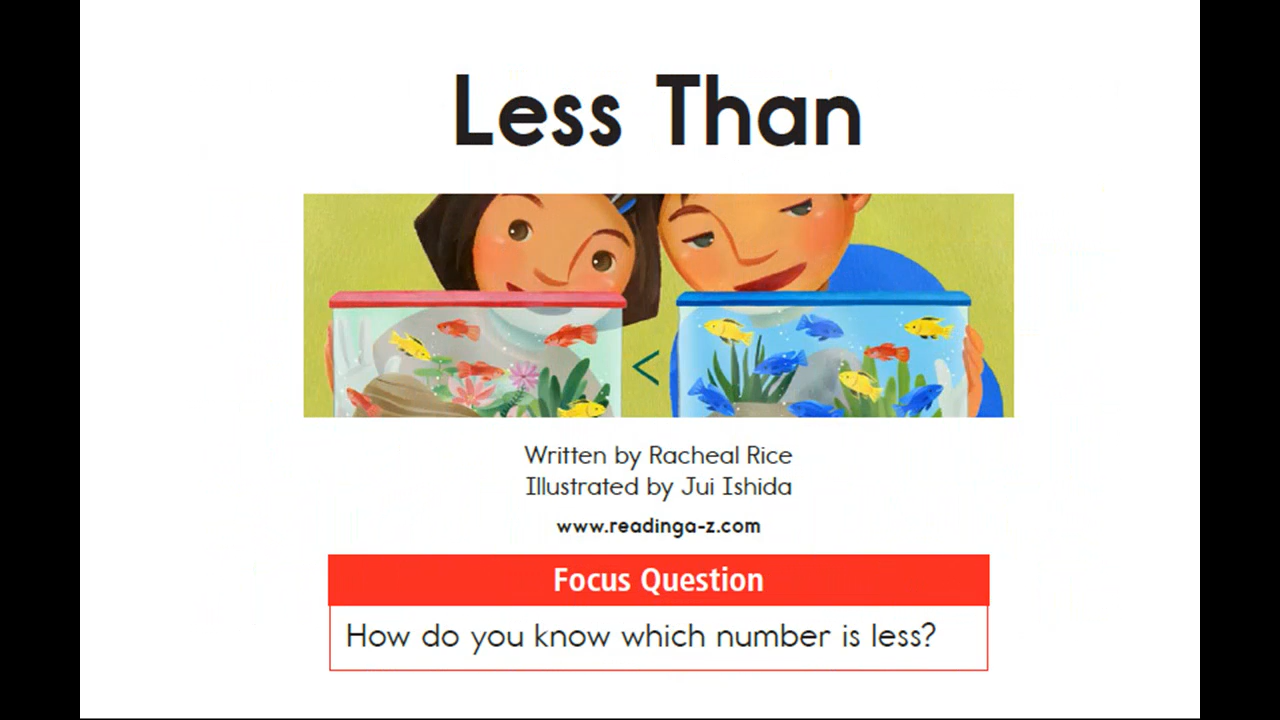 Less Than
<
Written by Racheal Rice
Illustrated by Jui Ishida
www.readinga-z.com
Focus Question
How do you know which number is less?